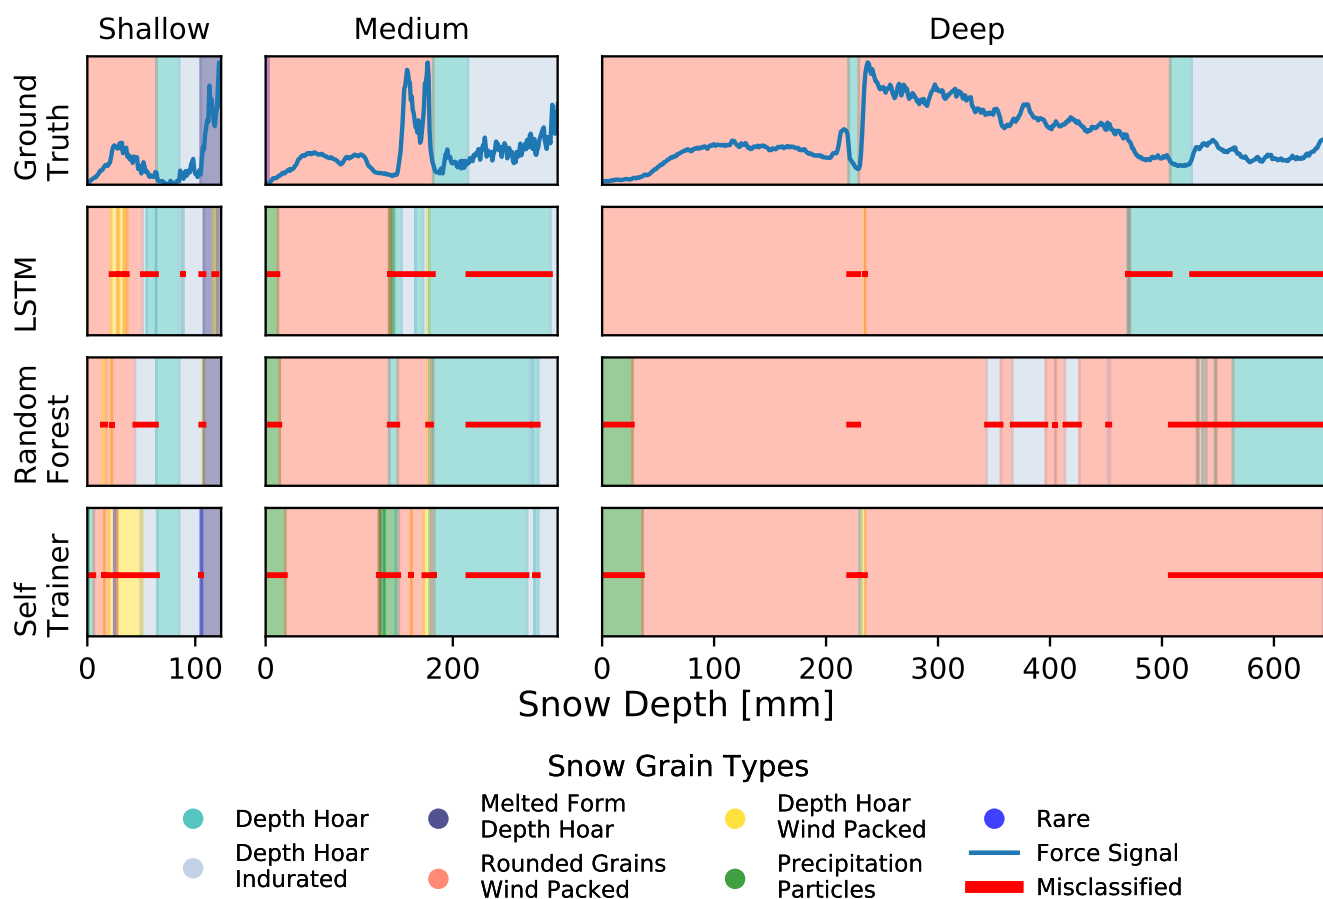 Shallow
Medium
Deep
Ground
Truth
LSTM
Random
Forest
Self
Trainer
0
100
0
200
0
100
200
300
400
500
600
Snow Depth [mm]
Snow Grain Types
Depth Hoar
Depth Hoar
Indurated
Melted Form
Depth Hoar
Rounded Grains
Wind Packed
Depth Hoar
Wind Packed
Precipitation
Particles
Rare
Force Signal
Misclassified